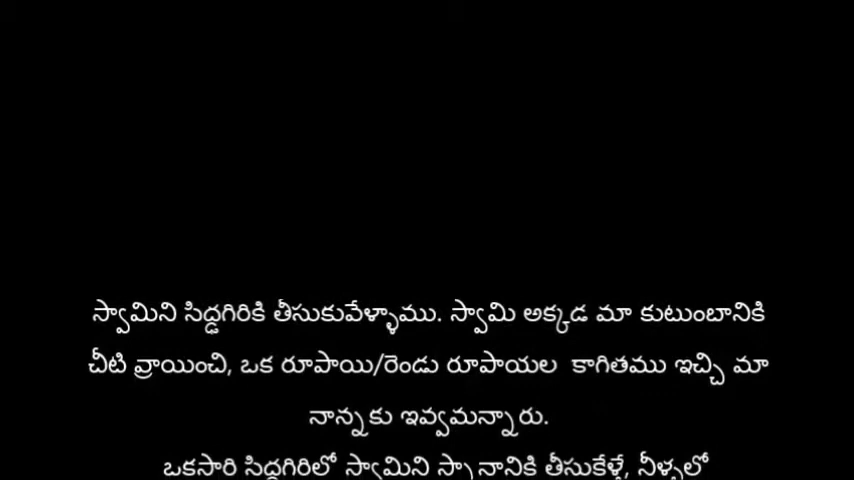 స్వామిని సిద్ధగిరికి తీసుకువేళ్ళాము. స్వామి అక్కడ మా కుటుంబానికి
చీటి వ్రాయించి, ఒక రూపాయి/రెండు రూపాయల కాగితము ఇచ్చి మా
నాన్నకు ఇవ్వమన్నారు.
ఒకసారి సిద్ధగిరిలో స్వామిని స్నానానికి తీసుకేళ్తే, నీళ్ళలో